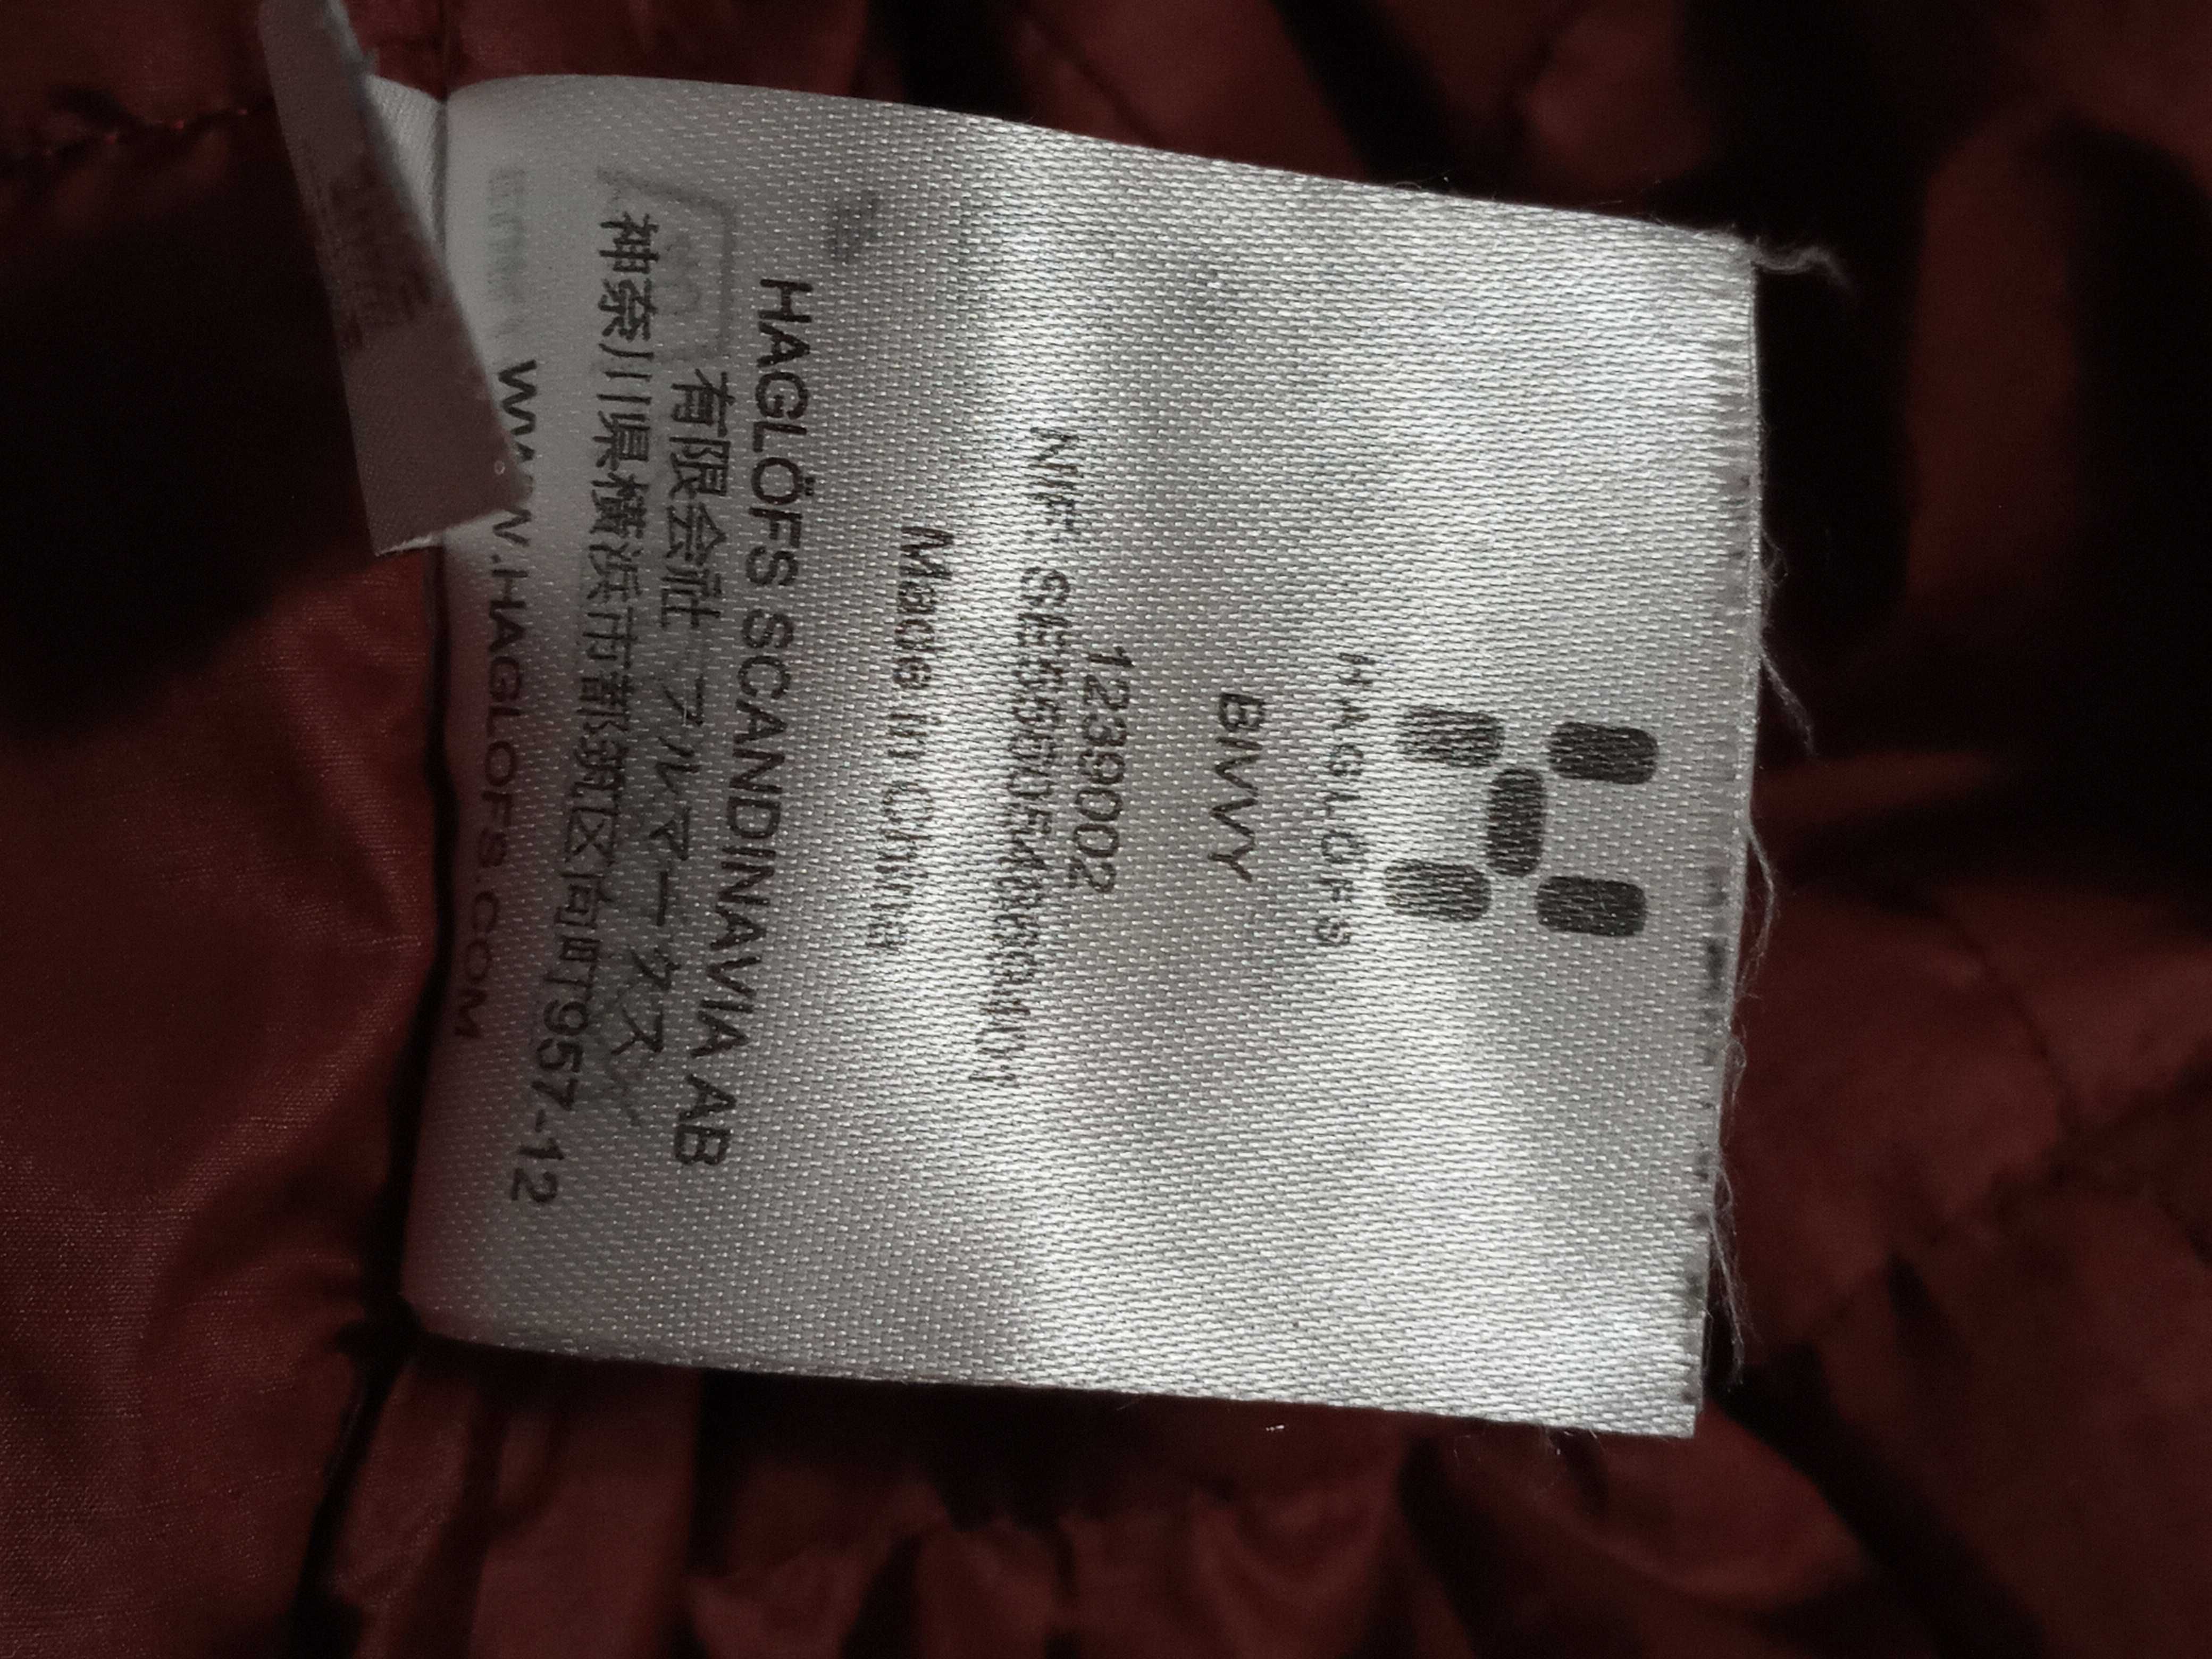 HAGLÖFS
BIVVY
1239002
NIF. SE5565054086M01
Made in China
HAGLÖFS SCANDINAVIA AB
有限会社 アルマークス
神奈川県横浜市都筑区向町957-12
WWW.HAGLOFS.COM